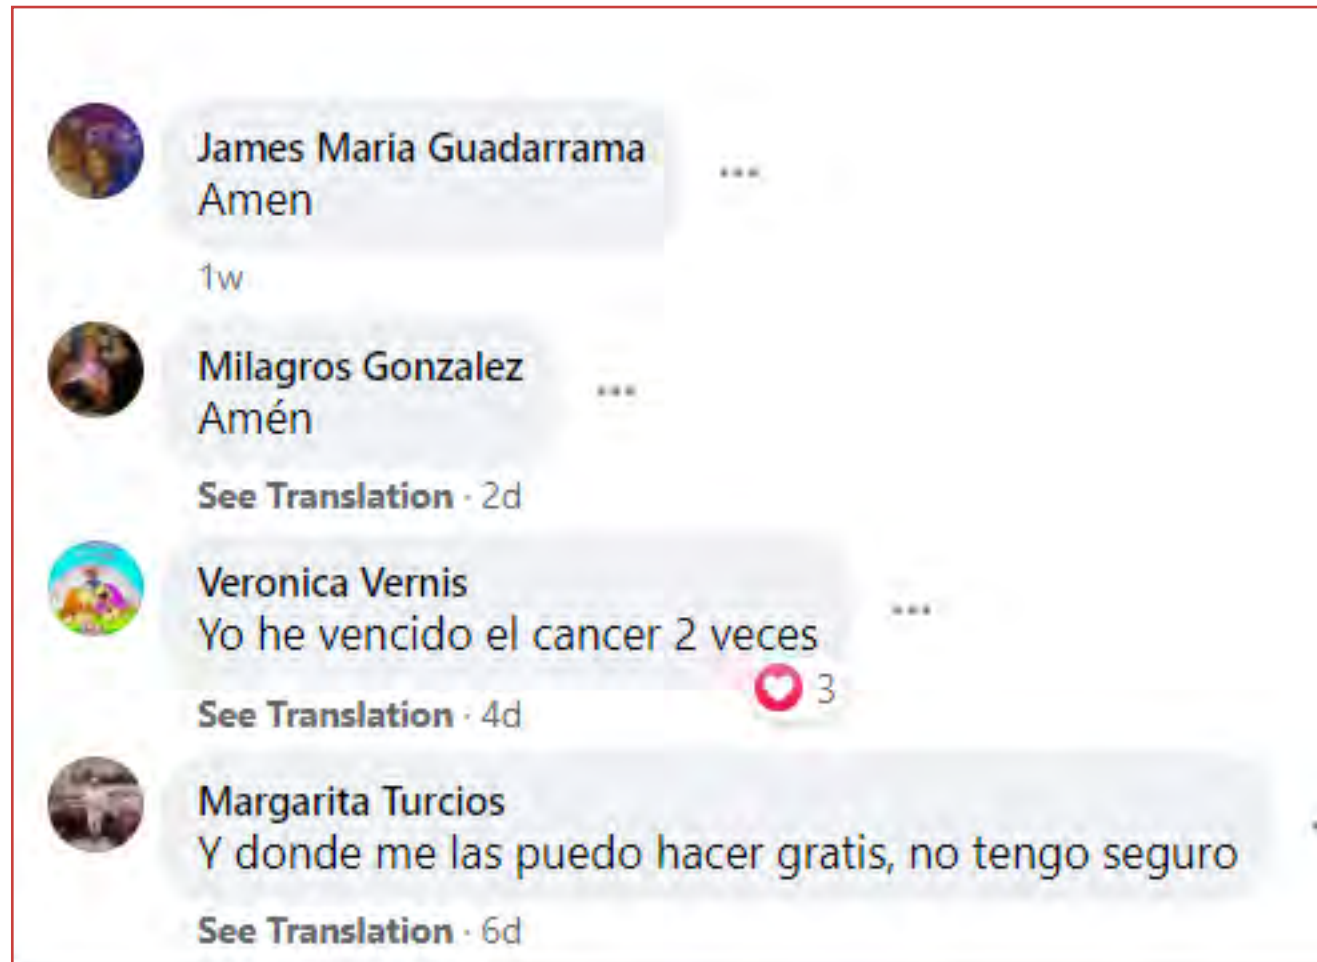 James Maria Guadarrama
Amen
1w
Milagros Gonzalez
Amén
See Translation · 2d
Veronica Vernis
Yo he vencido el cancer 2 veces
3
See Translation · 4d
Margarita Turcios
Y donde me las puedo hacer gratis, no tengo seguro
See Translation · 6d